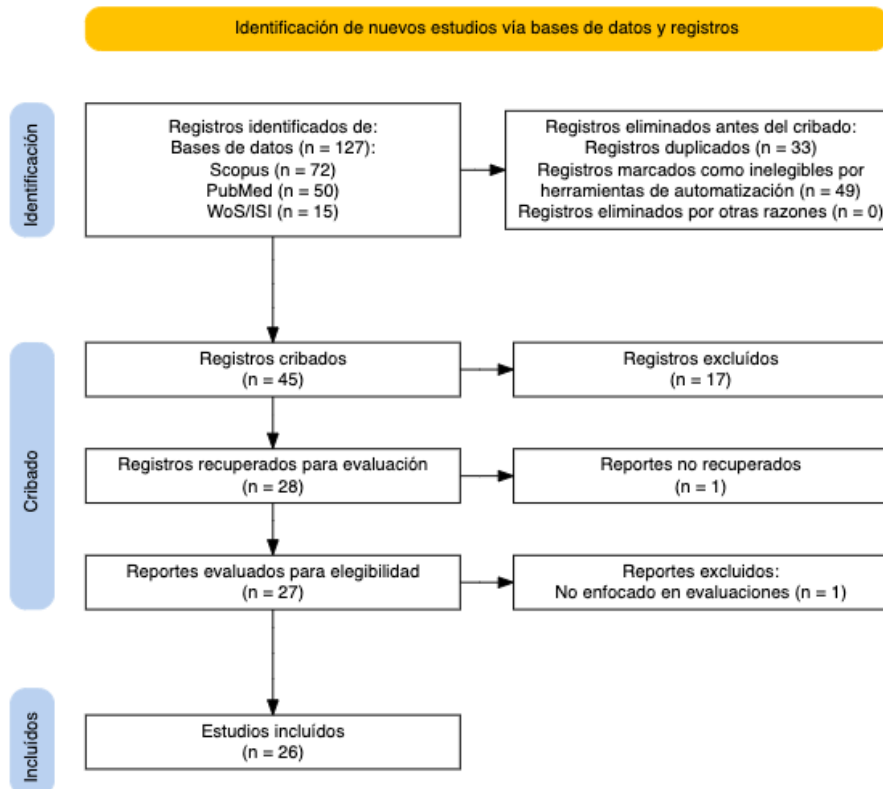 Identificación de nuevos estudios vía bases de datos y registros
Identificación
Registros identificados de:
Bases de datos (n = 127):
Scopus (n = 72)
PubMed (n = 50)
WoS/ISI (n = 15)
Registros eliminados antes del cribado:
Registros duplicados (n = 33)
Registros marcados como inelegibles por
herramientas de automatización (n = 49)
Registros eliminados por otras razones (n = 0)
Cribado
Registros cribados
(n = 45)
Registros excluídos
(n = 17)
Registros recuperados para evaluación
(n = 28)
Reportes no recuperados
(n = 1)
Reportes evaluados para elegibilidad
(n = 27)
Reportes excluidos:
No enfocado en evaluaciones (n = 1)
Incluídos
Estudios incluídos
(n = 26)